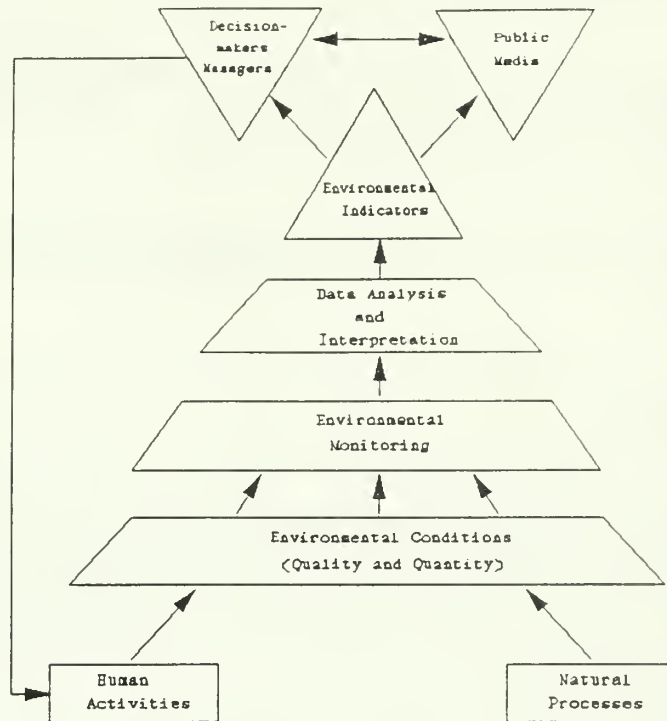 Decision-
makers
Managers
Public
Media
Environmental
Indicators
Data Analysis
and
Interpretation
Environmental
Monitoring
Environmental Conditions
(Quality and Quantity)
Human
Activities
Natural
Processes